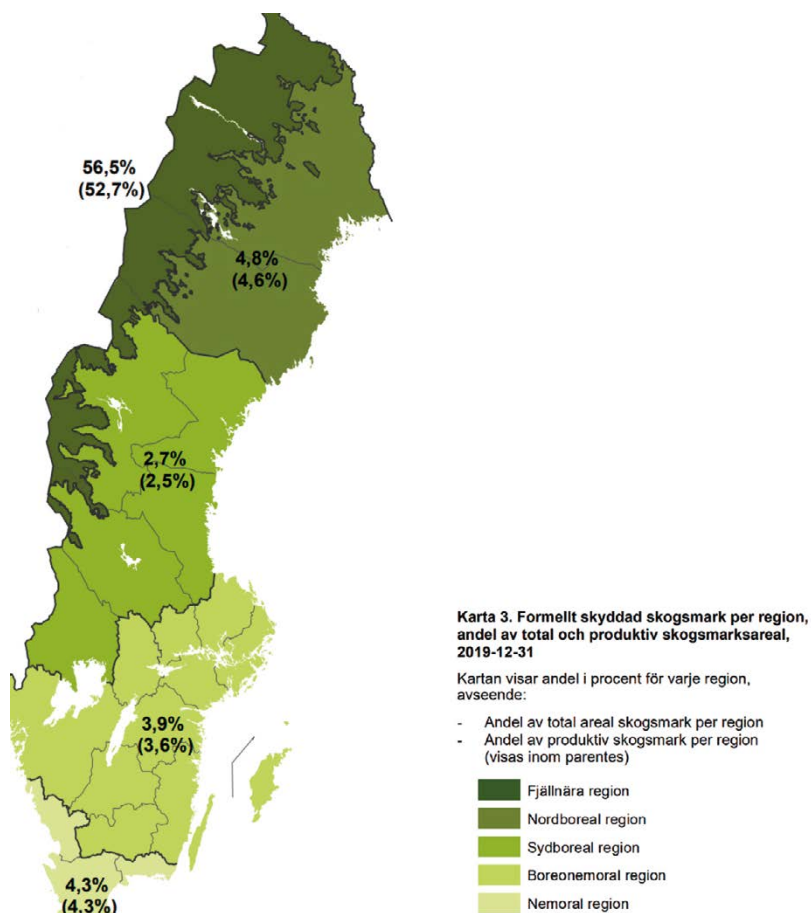 56,5%
(52,7%)
4,8%
(4,6%)
2,7%
(2,5%)
3,9%
(3,6%)
4,3%
(4,3%)
Karta 3. Formellt skyddad skogsmark per region,
andel av total och produktiv skogsmarksareal,
2019-12-31
Kartan visar andel i procent för varje region,
avseende:
- Andel av total areal skogsmark per region
- Andel av produktiv skogsmark per region
(visas inom parentes)
Fjällnära region
Nordboreal region
Sydboreal region
Boreonemoral region
Nemoral region